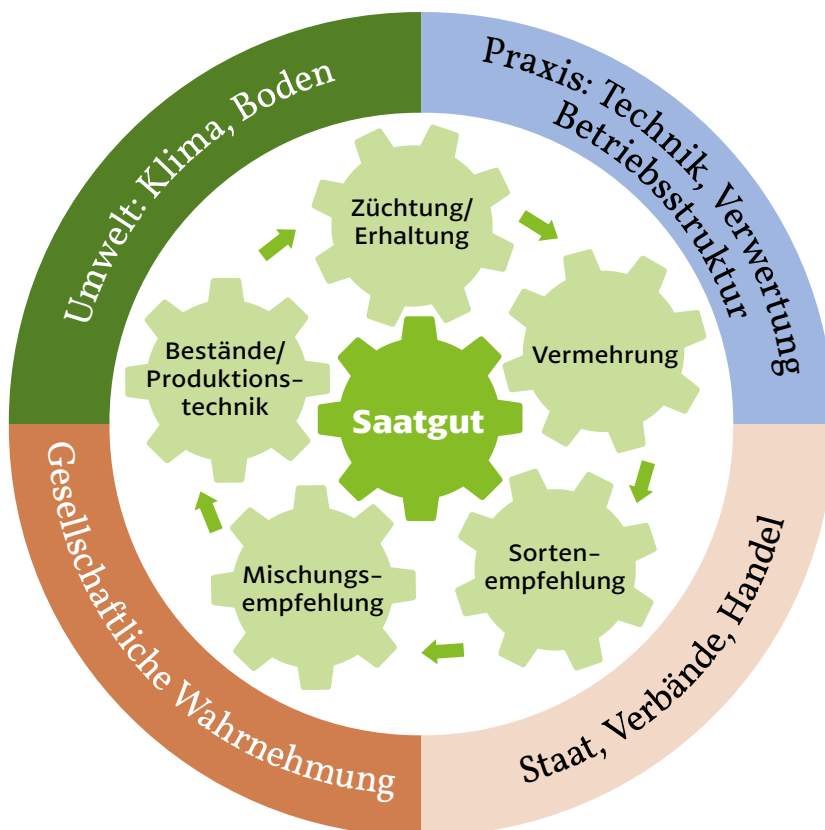 Umwelt: Klima, Boden
Praxis: Technik, Verwertung
Betriebsstruktur
Züchtung/
Erhaltung
Bestände/
Produktions-
technik
Vermehrung
Saatgut
Mischungs-
empfehlung
Sorten-
empfehlung
Gesellschaftliche Wahrnehmung
Staat, Verbände, Handel